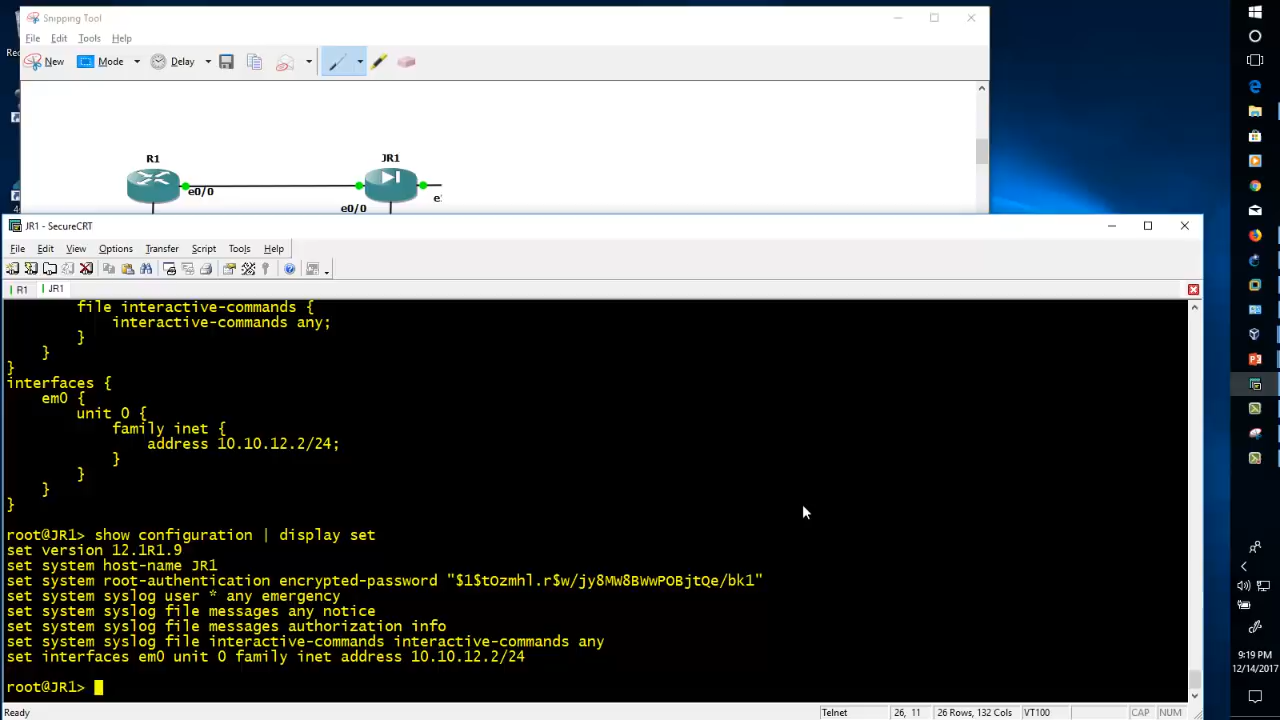 Snipping Tool
File Edit Tools Help
New Mode Delay
R1
JR1
e0/0
e0/0
JR1 - SecureCRT
File Edit View Options Transfer Script Tools Help
R1 JR1
file interactive-commands {
interactive-commands any;
}
}
}
interfaces {
em0 {
unit 0 {
family inet {
address 10.10.12.2/24;
}
}
}
}
root@JR1> show configuration | display set
set version 12.1R1.9
set system host-name JR1
set system root-authentication encrypted-password "$1$tOzmhl.r$w/jy8MW8BWwPOBjtQe/bk1"
set system syslog user * any emergency
set system syslog file messages any notice
set system syslog file messages authorization info
set system syslog file interactive-commands interactive-commands any
set interfaces em0 unit 0 family inet address 10.10.12.2/24
root@JR1>
Ready Telnet 26, 11 26 Rows, 132 Cols VT100 CAP NUM
9:19 PM
12/14/2017